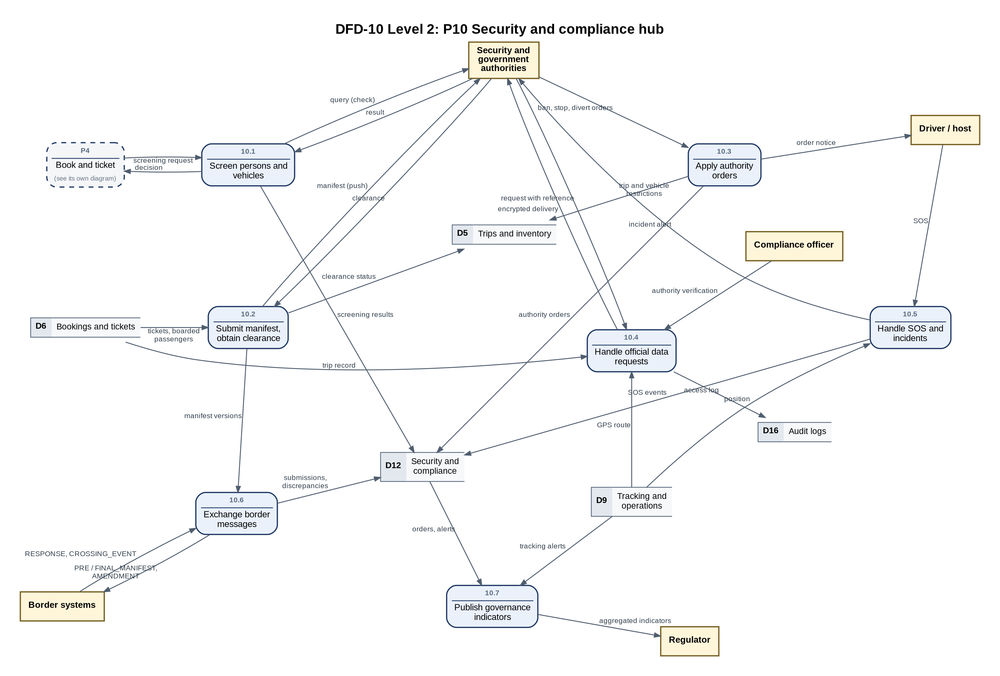 DFD-10 Level 2: P10 Security and compliance hub
Security and
government
authorities
query (check)
result
ban, stop, divert orders
Driver / host
order notice
P4
Book and ticket
(see its own diagram)
screening request
decision
10.1
Screen persons and
vehicles
10.3
Apply authority
orders
manifest (push)
clearance
request with reference
encrypted delivery
trip and vehicle
restrictions
incident alert
SOS
D5
Trips and inventory
Compliance officer
clearance status
authority verification
screening results
authority orders
D6
Bookings and tickets
tickets, boarded
passengers
10.2
Submit manifest,
obtain clearance
10.4
Handle official data
requests
10.5
Handle SOS and
incidents
trip record
SOS events
access log
position
manifest versions
GPS route
D16
Audit logs
D12
Security and
compliance
submissions,
discrepancies
D9
Tracking and
operations
10.6
Exchange border
messages
orders, alerts
tracking alerts
RESPONSE, CROSSING_EVENT
PRE / FINAL_MANIFEST,
AMENDMENT
Border systems
10.7
Publish governance
indicators
aggregated indicators
Regulator